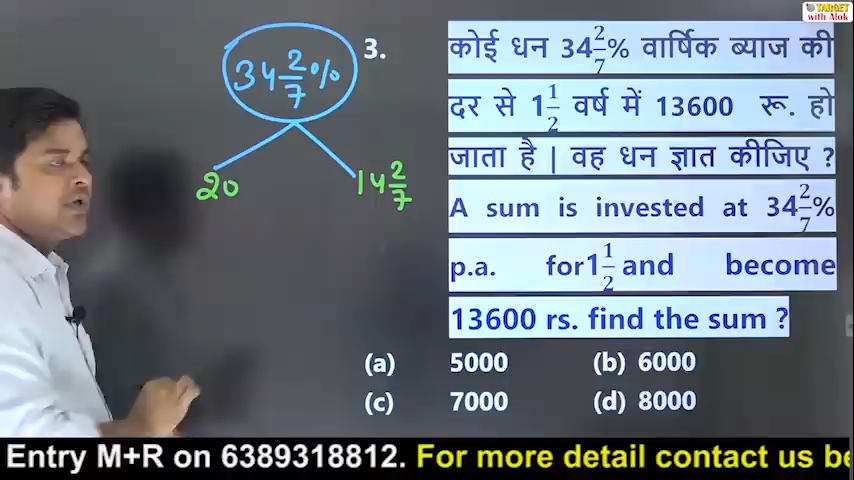 TARGET
with Alok
34 2/7 %
20
14 2/7
3.
कोई धन 34 2/7% वार्षिक ब्याज की
दर से 1 1/2 वर्ष में 13600 रू. हो
जाता है | वह धन ज्ञात कीजिए ?
A sum is invested at 34 2/7%
p.a. for1 1/2 and become
13600 rs. find the sum ?
(a) 5000 (b) 6000
(c) 7000 (d) 8000
Entry M+R on 6389318812. For more detail contact us be